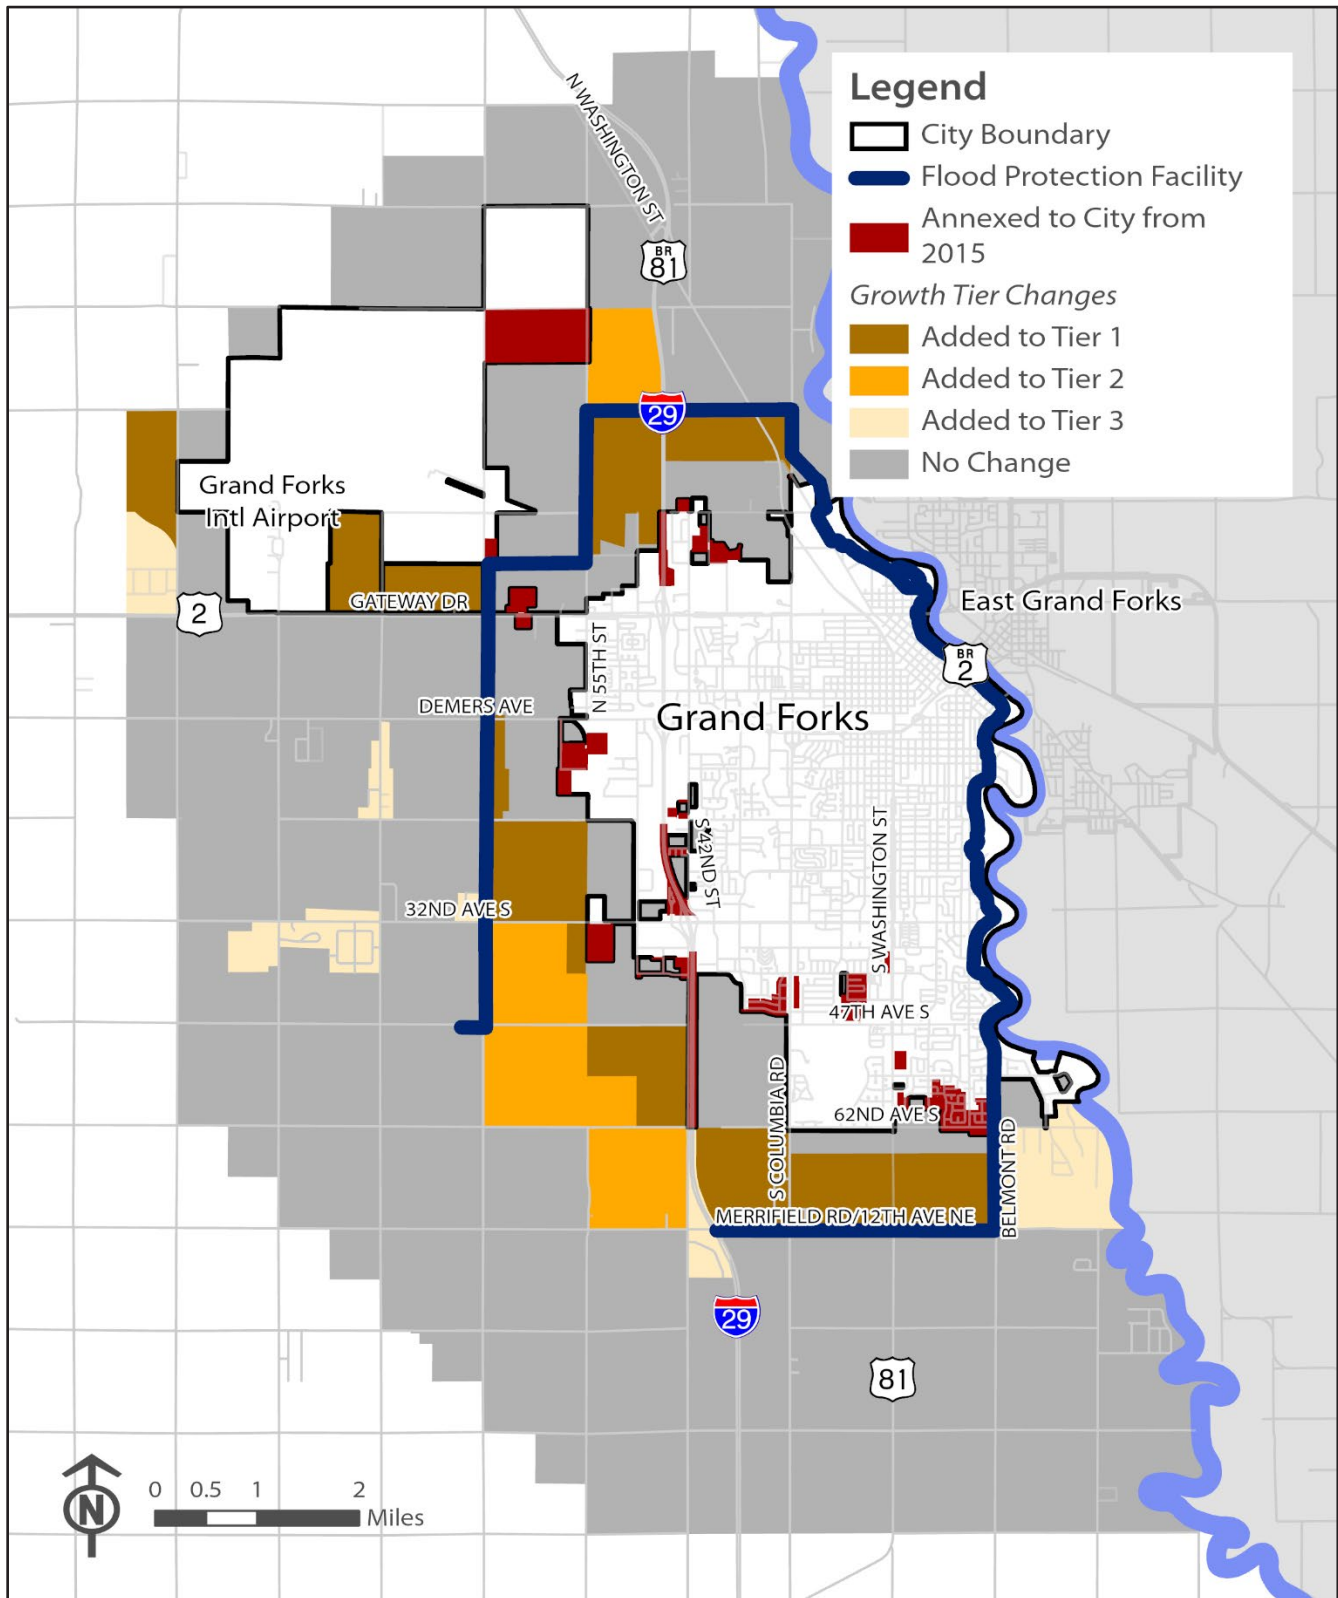 Legend
City Boundary
Flood Protection Facility
Annexed to City from
2015
Growth Tier Changes
Added to Tier 1
Added to Tier 2
Added to Tier 3
No Change
N WASHINGTON ST
BR
81
29
Grand Forks
Intl Airport
GATEWAY DR
2
East Grand Forks
BR
2
N 55TH ST
DEMERS AVE
Grand Forks
S 42ND ST
S WASHINGTON ST
32ND AVE S
47TH AVE S
S COLUMBIA RD
62ND AVE S
BELMONT RD
MERRIFIELD RD/12TH AVE NE
29
81
N
0 0.5 1 2
Miles